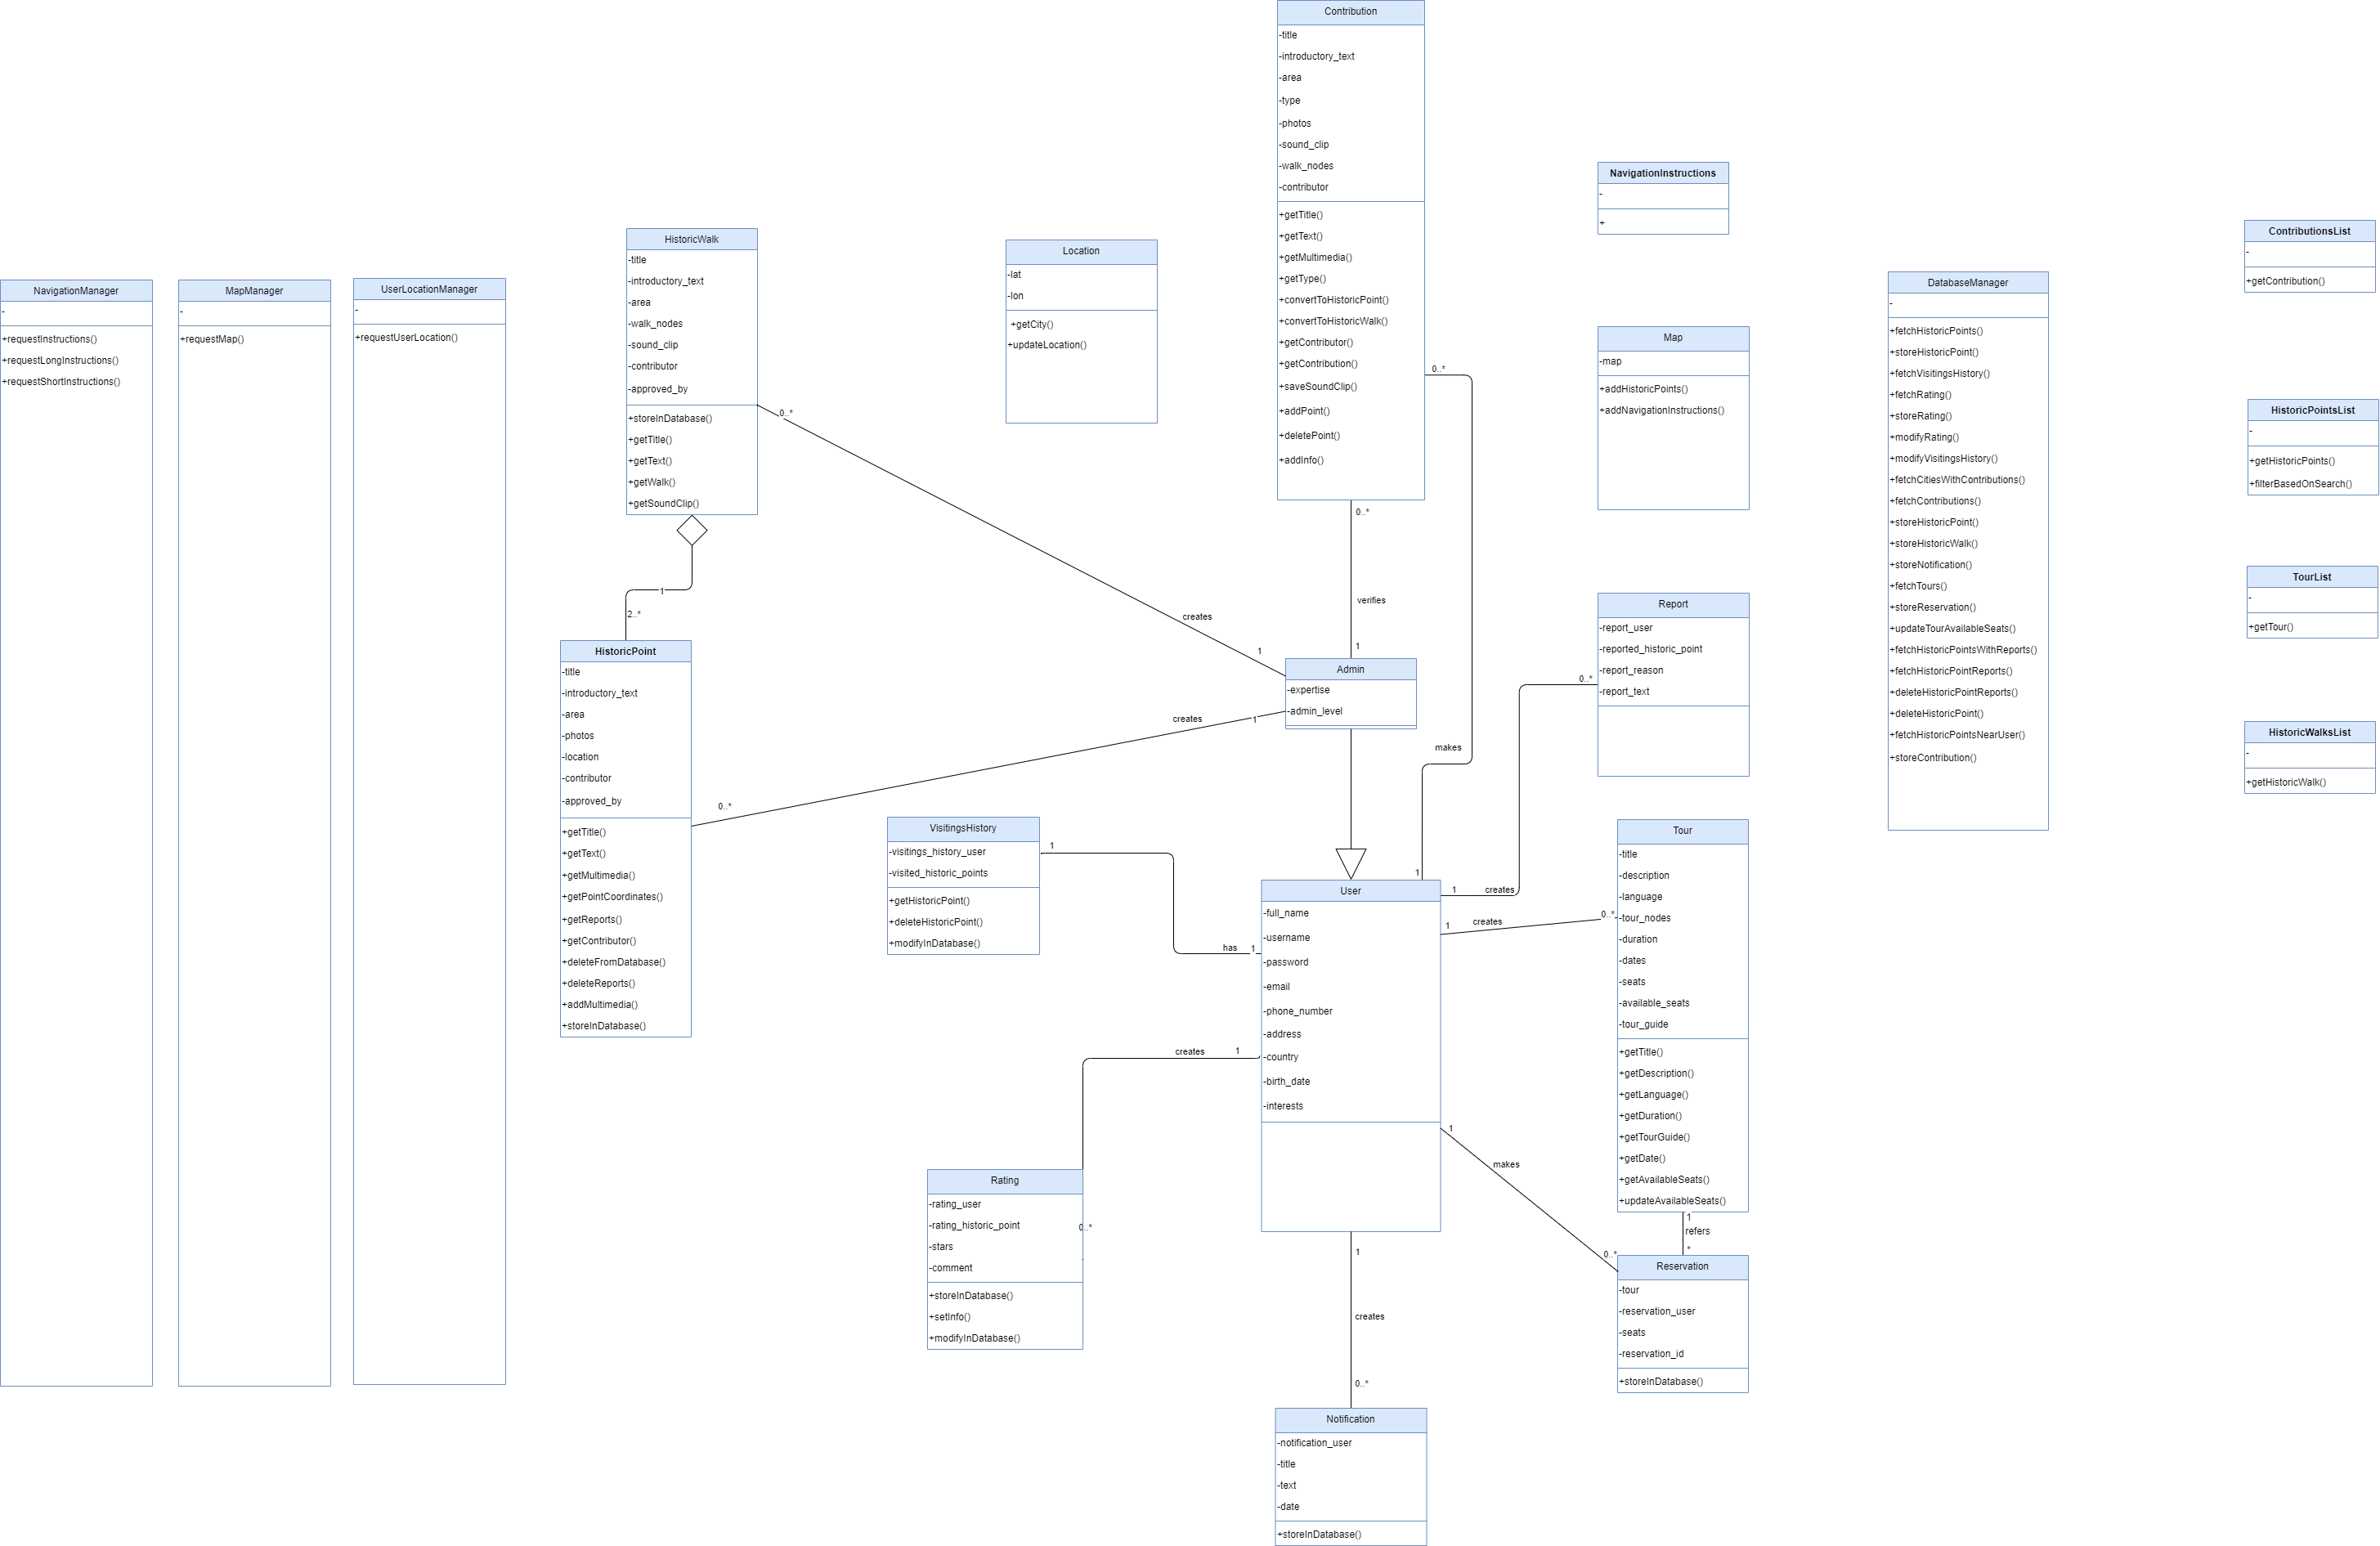 NavigationManager
-
+requestInstructions()
+requestLongInstructions()
+requestShortInstructions()
MapManager
-
+requestMap()
UserLocationManager
-
+requestUserLocation()
HistoricWalk
-title
-introductory_text
-area
-walk_nodes
-sound_clip
-contributor
-approved_by
+storeInDatabase()
+getTitle()
+getText()
+getWalk()
+getSoundClip()
1
2..*
HistoricPoint
-title
-introductory_text
-area
-photos
-location
-contributor
-approved_by
+getTitle()
+getText()
+getMultimedia()
+getPointCoordinates()
+getReports()
+getContributor()
+deleteFromDatabase()
+deleteReports()
+addMultimedia()
+storeInDatabase()
0..*
creates
1
0..*
creates
1
Location
-lat
-lon
+getCity()
+updateLocation()
Contribution
-title
-introductory_text
-area
-type
-photos
-sound_clip
-walk_nodes
-contributor
+getTitle()
+getText()
+getMultimedia()
+getType()
+convertToHistoricPoint()
+convertToHistoricWalk()
+getContributor()
+getContribution()
+saveSoundClip()
+addPoint()
+deletePoint()
+addInfo()
0..*
verifies
1
0..*
makes
1
Admin
-expertise
-admin_level
VisitingsHistory
-visitings_history_user
-visited_historic_points
+getHistoricPoint()
+deleteHistoricPoint()
+modifyInDatabase()
1
has
1
User
-full_name
-username
-password
-email
-phone_number
-address
-country
-birth_date
-interests
creates
1
0..*
Rating
-rating_user
-rating_historic_point
-stars
-comment
+storeInDatabase()
+setInfo()
+modifyInDatabase()
1
creates
0..*
Notification
-notification_user
-title
-text
-date
+storeInDatabase()
NavigationInstructions
-
+
Map
-map
+addHistoricPoints()
+addNavigationInstructions()
Report
-report_user
-reported_historic_point
-report_reason
-report_text
0..*
1
creates
1
creates
0..*
Tour
-title
-description
-language
-tour_nodes
-duration
-dates
-seats
-available_seats
-tour_guide
+getTitle()
+getDescription()
+getLanguage()
+getDuration()
+getTourGuide()
+getDate()
+getAvailableSeats()
+updateAvailableSeats()
1
refers
*
1
makes
0..*
Reservation
-tour
-reservation_user
-seats
-reservation_id
+storeInDatabase()
DatabaseManager
-
+fetchHistoricPoints()
+storeHistoricPoint()
+fetchVisitingsHistory()
+fetchRating()
+storeRating()
+modifyRating()
+modifyVisitingsHistory()
+fetchCitiesWithContributions()
+fetchContributions()
+storeHistoricPoint()
+storeHistoricWalk()
+storeNotification()
+fetchTours()
+storeReservation()
+updateTourAvailableSeats()
+fetchHistoricPointsWithReports()
+fetchHistoricPointReports()
+deleteHistoricPointReports()
+deleteHistoricPoint()
+fetchHistoricPointsNearUser()
+storeContribution()
ContributionsList
-
+getContribution()
HistoricPointsList
-
+getHistoricPoints()
+filterBasedOnSearch()
TourList
-
+getTour()
HistoricWalksList
-
+getHistoricWalk()